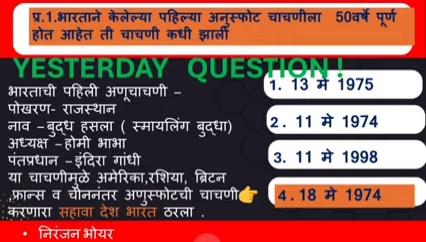 प्र.1.भारताने केलेल्या पहिल्या अनुस्फोट चाचणीला 50वर्षे पूर्ण
होत आहेत ती चाचणी कधी झाली
YESTERDAY QUESTION!
भारताची पहिली अणूचाचणी –
पोखरण- राजस्थान
नाव –बुद्ध हसला ( स्मायलिंग बुद्धा)
अध्यक्ष –होमी भाभा
पंतप्रधान –इंदिरा गांधी
या चाचणीमुळे अमेरिका,रशिया, ब्रिटन
,फ्रान्स व चीननंतर अणुस्फोटची चाचणी
करणारा सहावा देश भारत ठरला .
1. 13 मे 1975
2. 11 मे 1974
3. 11 मे 1998
4.18 मे 1974
• निरंजन भोयर